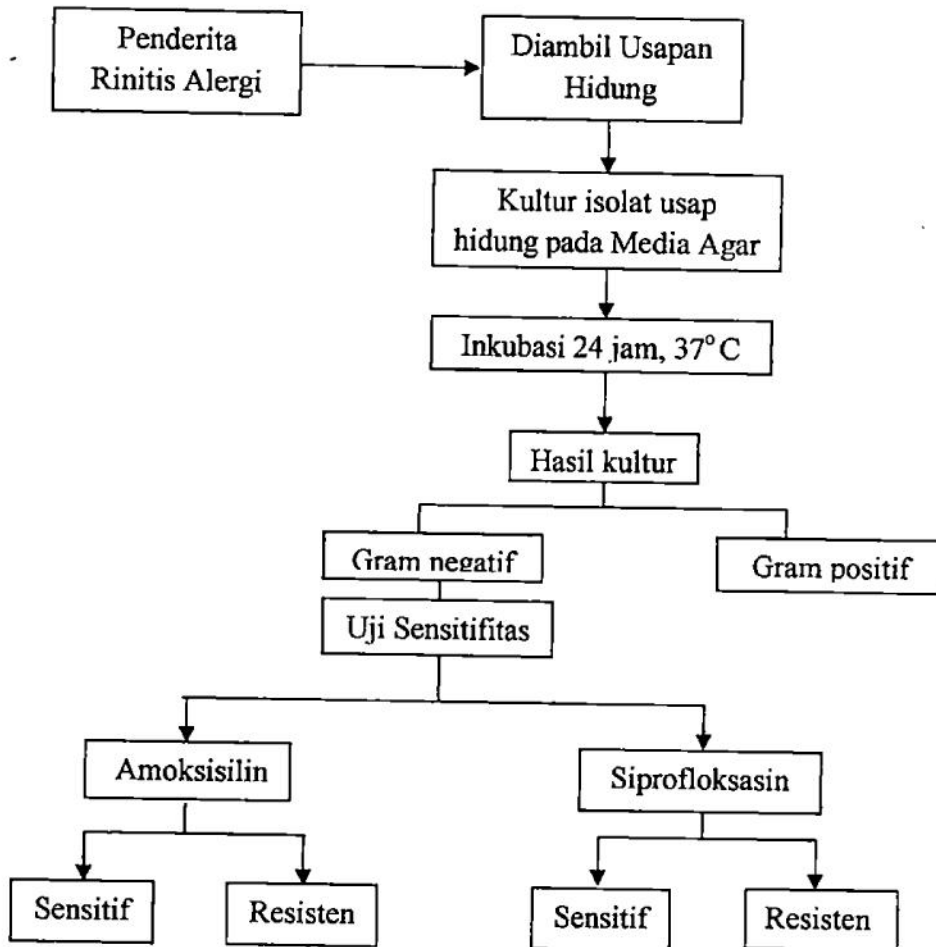 Penderita
Rinitis Alergi
Diambil Usapan
Hidung
Kultur isolat usap
hidung pada Media Agar
Inkubasi 24 jam, 37°C
Hasil kultur
Gram negatif
Gram positif
Uji Sensitifitas
Amoksisilin
Siprofloksasin
Sensitif
Resisten
Sensitif
Resisten